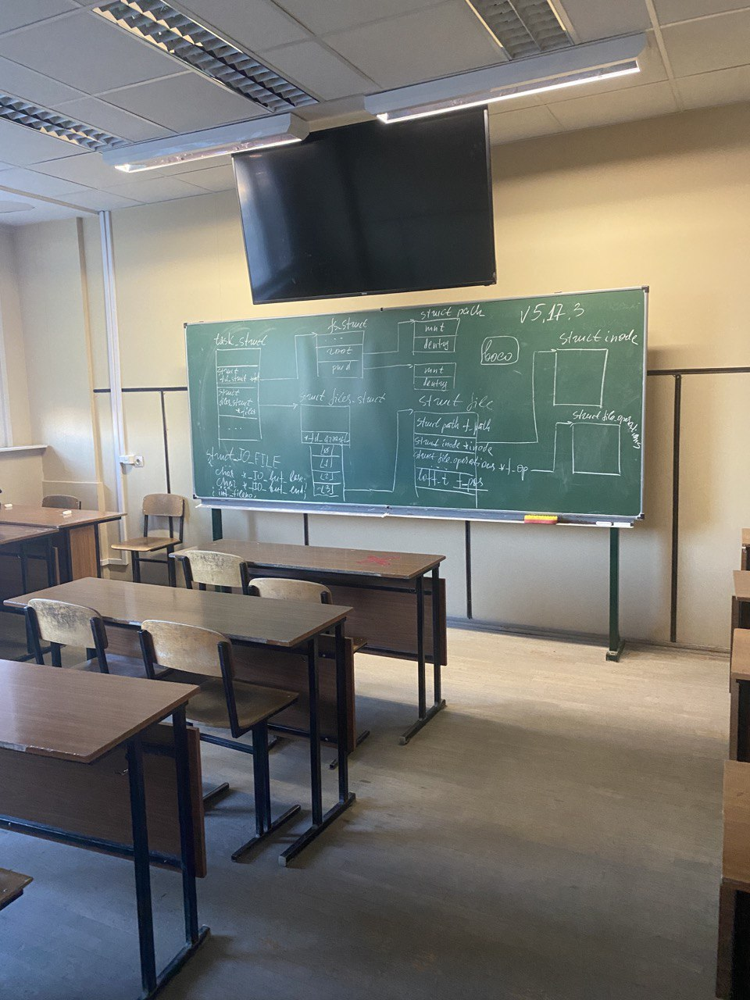 task_struct
struct
fs_struct *fs
struct
files_struct
*files
...
fs_struct
...
root
pwd
struct path
mnt
dentry
mnt
dentry
v5.17.3
struct files_struct
*fd_array
[0]
[1]
[2]
[3]
struct file
struct path f_path
struct inode *inode
struct file_operations *f_op
loff_t f_pos
struct inode
struct file_operations
struct _IO_FILE
char *_IO_buf_base
char *_IO_buf_end;
int _fileno;